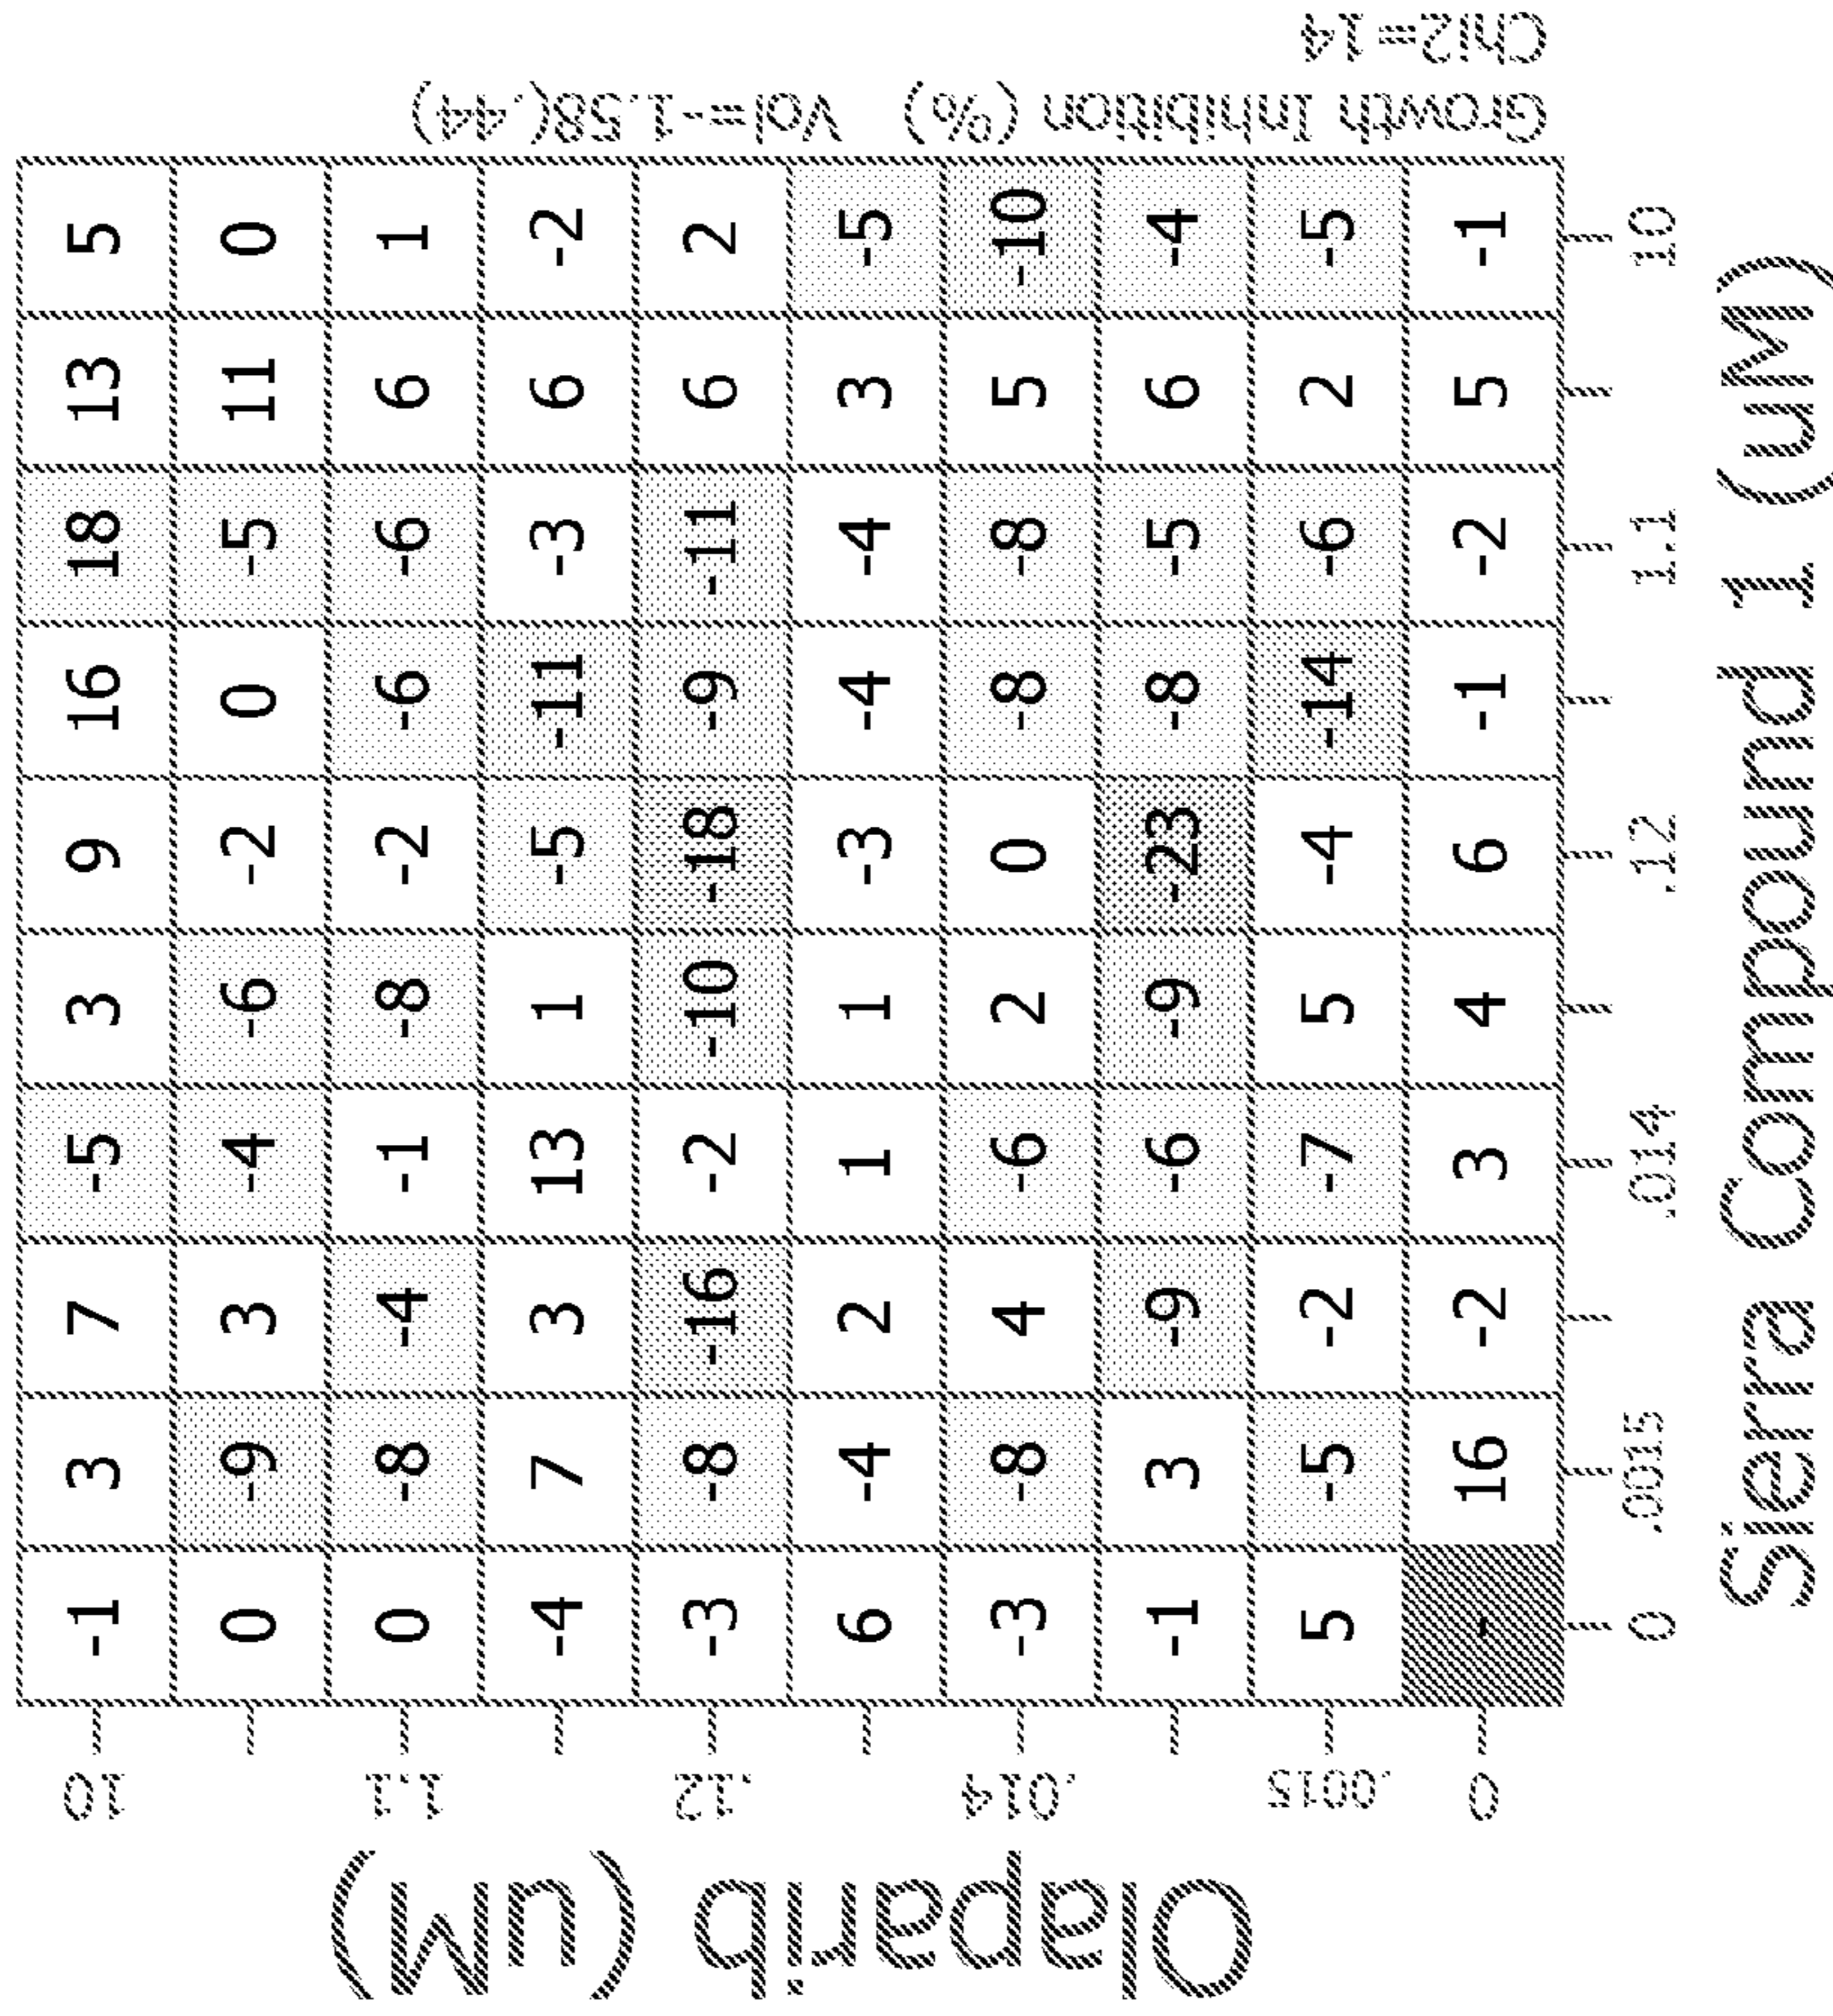 Olaparib (uM)
10 -1 3 7 -5 3 9 16 18 13 5
0 -9 3 -4 -6 -2 0 -5 11 0
1.1 0 -8 -4 -1 -8 -2 -6 -6 6 1
-4 7 3 13 1 -5 -11 -3 6 -2
.12 -3 -8 -16 -2 -10 -18 -9 -11 6 2
6 -4 2 1 1 -3 -4 -4 3 -5
.014 -3 -8 4 -6 2 0 -8 -8 5 -10
-1 3 -9 -6 -9 -23 -8 -5 6 -4
.0015 5 -5 -2 -7 5 -4 -14 -6 2 -5
0 - 16 -2 3 4 6 -1 -2 5 -1
0 .0015 .014 .12 1.1 10
Sierra Compound 1 (uM)
Growth Inhibition (%) Vol=-1.58(.44)
Chi2=14